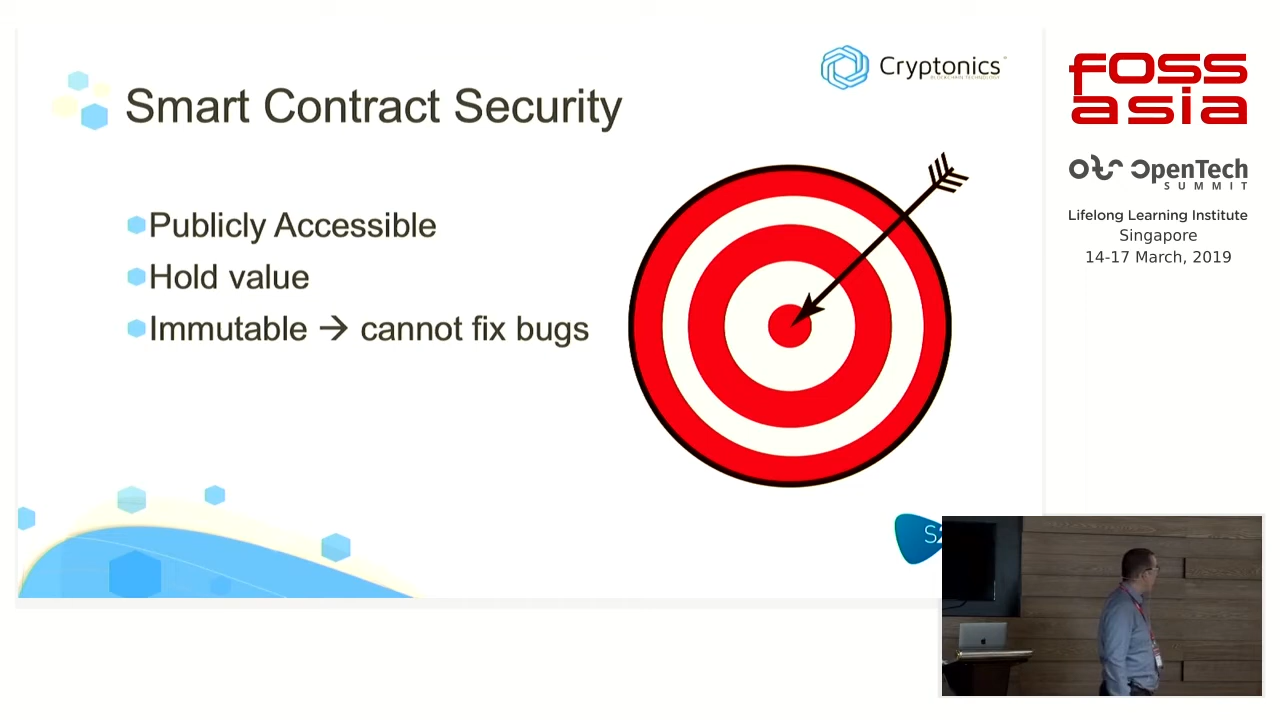 Cryptonics
Smart Contract Security
Publicly Accessible
Hold value
Immutable → cannot fix bugs
fOSS
asia
OpenTech
SUMMIT
Lifelong Learning Institute
Singapore
14-17 March, 2019